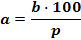 a = b · 100 / p